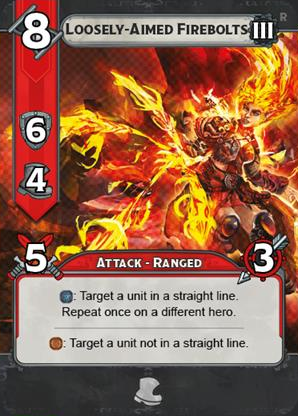 8
LOOSELY-AIMED FIREBOLTS
III
R
6
4
5
ATTACK - RANGED
3
: Target a unit in a straight line.
Repeat once on a different hero.
: Target a unit not in a straight line.